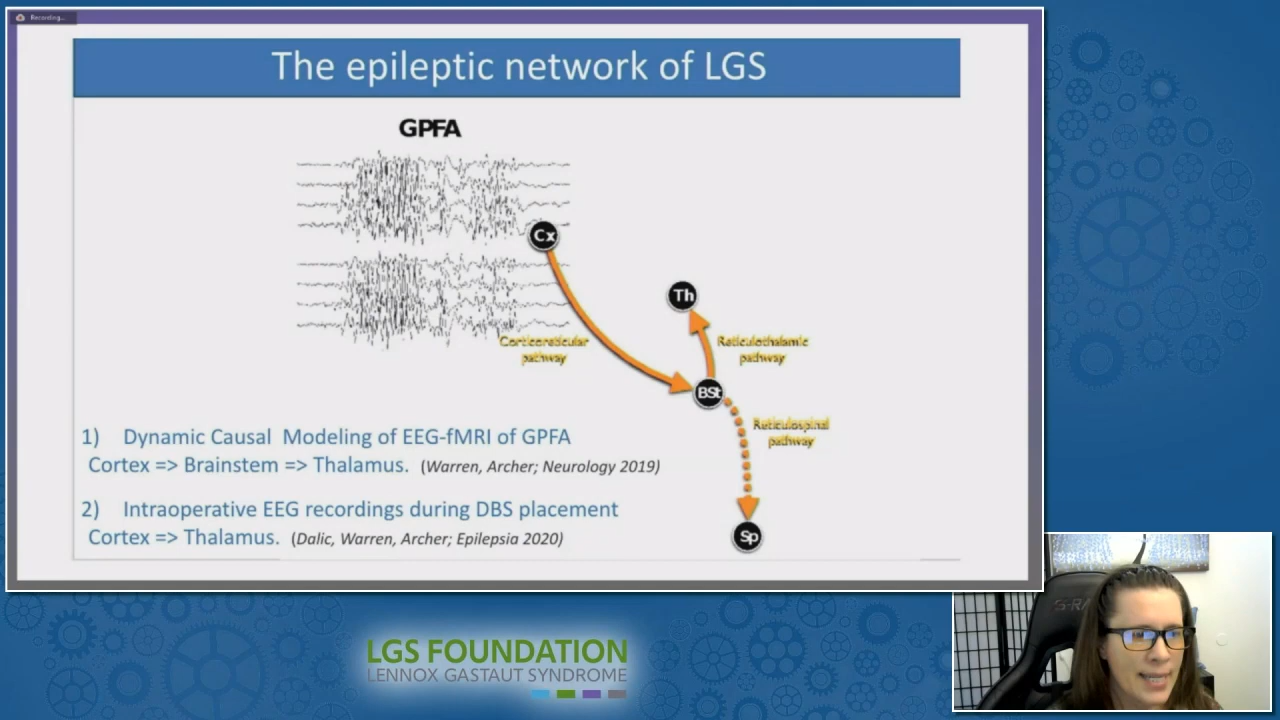 Recording...
The epileptic network of LGS
GPFA
Cx
Th
Corticoreticular
pathway
Reticulothalamic
pathway
BSt
Reticulospinal
pathway
1) Dynamic Causal Modeling of EEG-fMRI of GPFA
Cortex => Brainstem => Thalamus. (Warren, Archer; Neurology 2019)
2) Intraoperative EEG recordings during DBS placement
Cortex => Thalamus. (Dalic, Warren, Archer; Epilepsia 2020)
Sp
LGS FOUNDATION
LENNOX GASTAUT SYNDROME